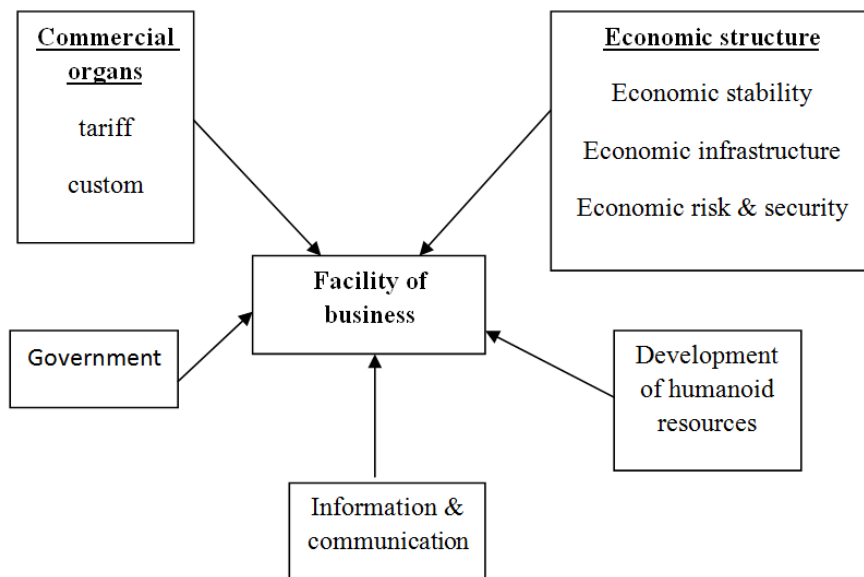 Commercial
organs
tariff
custom
Economic structure
Economic stability
Economic infrastructure
Economic risk & security
Facility of
business
Government
Development
of humanoid
resources
Information &
communication